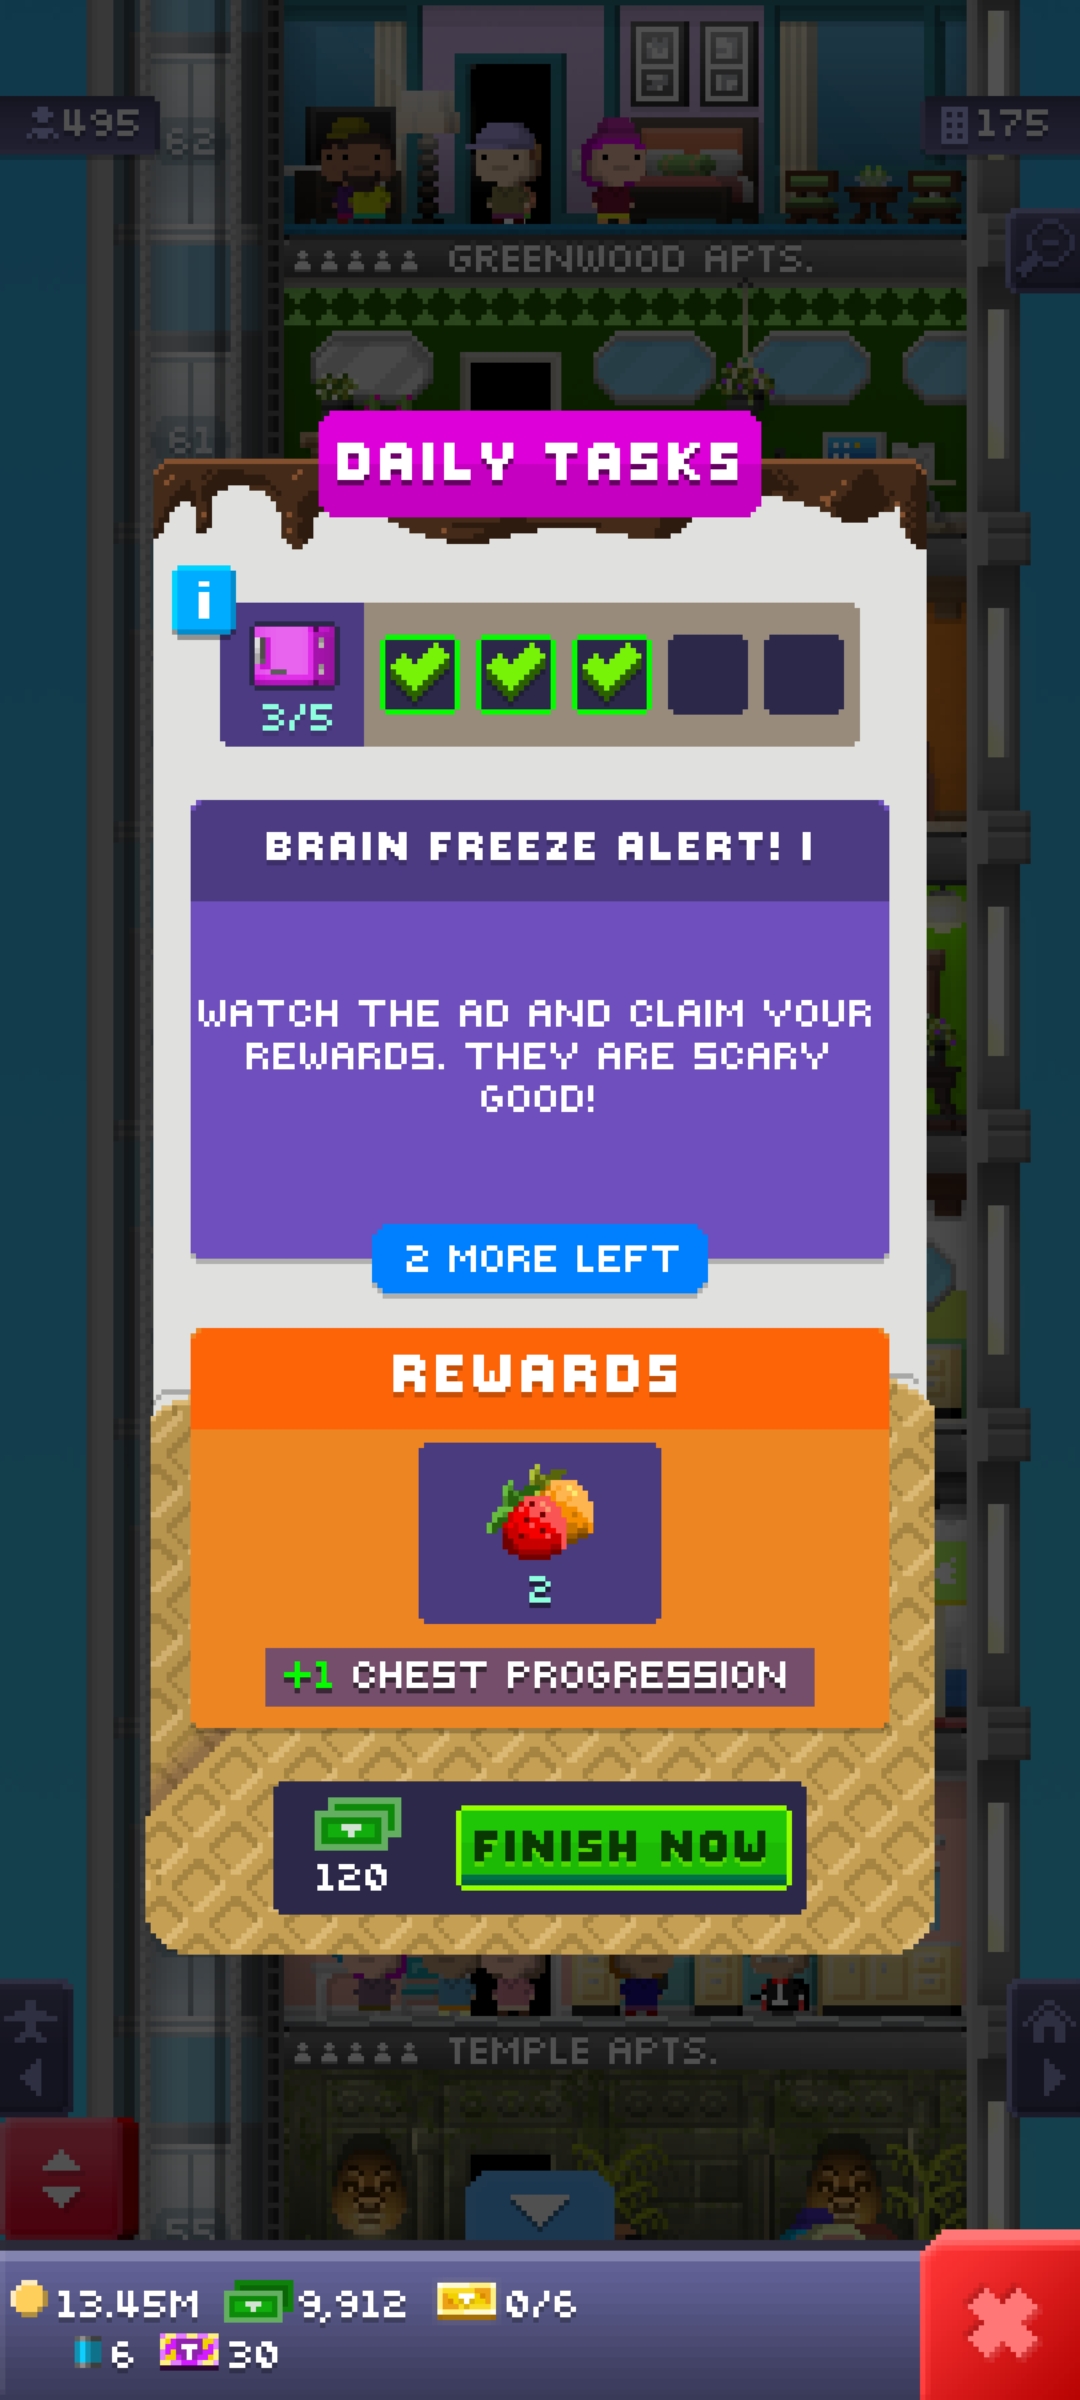 495
62
175
GREENWOOD APTS.
61
DAILY TASKS
i
3/5
BRAIN FREEZE ALERT! I
WATCH THE AD AND CLAIM YOUR
REWARDS. THEY ARE SCARY
GOOD!
2 MORE LEFT
REWARDS
2
+1 CHEST PROGRESSION
120
FINISH NOW
TEMPLE APTS.
55
13.45M
9,912
0/6
6
T
30